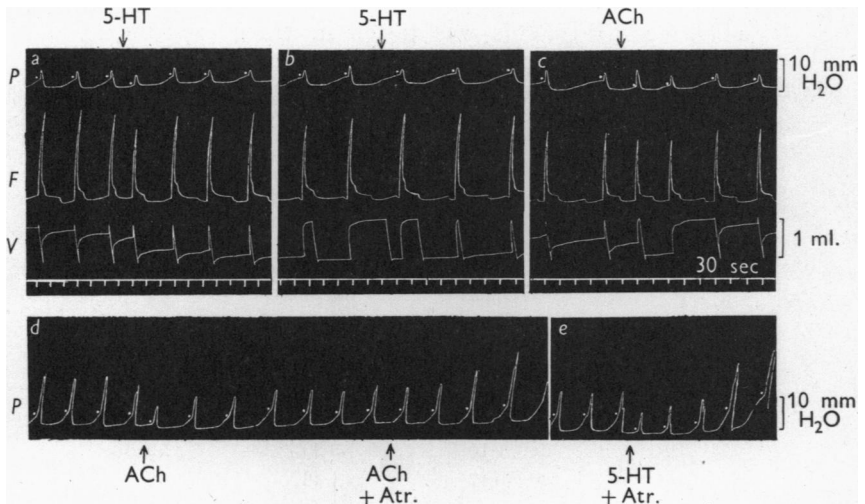 5-HT 5-HT ACh
a b c
P 10 mm H₂O
F
V 1 ml.
30 sec
d e
P 10 mm H₂O
ACh ACh + Atr. 5-HT + Atr.